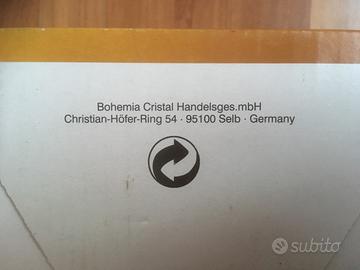 Bohemia Cristal Handelsges.mbH
Christian-Höfer-Ring 54 · 95100 Selb · Germany
subito